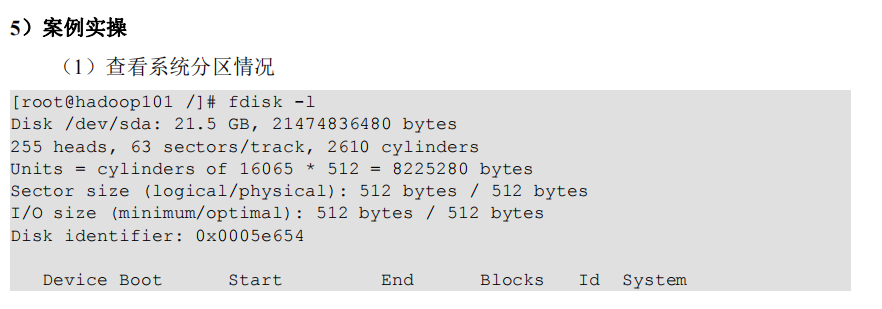 5）案例实操
（1）查看系统分区情况
[root@hadoop101 /]# fdisk -l
Disk /dev/sda: 21.5 GB, 21474836480 bytes
255 heads, 63 sectors/track, 2610 cylinders
Units = cylinders of 16065 * 512 = 8225280 bytes
Sector size (logical/physical): 512 bytes / 512 bytes
I/O size (minimum/optimal): 512 bytes / 512 bytes
Disk identifier: 0x0005e654
Device Boot Start End Blocks Id System